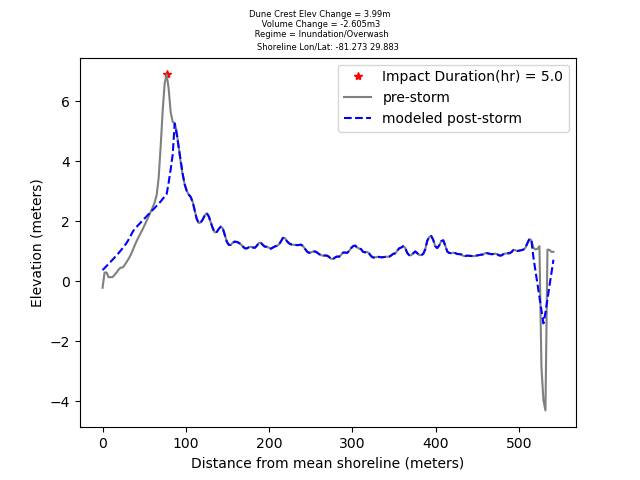 Dune Crest Elev Change = 3.99m
Volume Change = -2.605m3
Regime = Inundation/Overwash
Shoreline Lon/Lat: -81.273 29.883
Impact Duration(hr) = 5.0
pre-storm
modeled post-storm
Elevation (meters)
6
4
2
0
−2
−4
0 100 200 300 400 500
Distance from mean shoreline (meters)